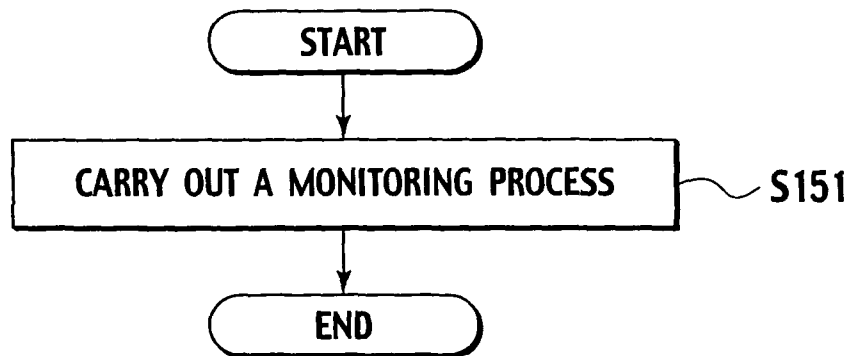 START
CARRY OUT A MONITORING PROCESS
S151
END